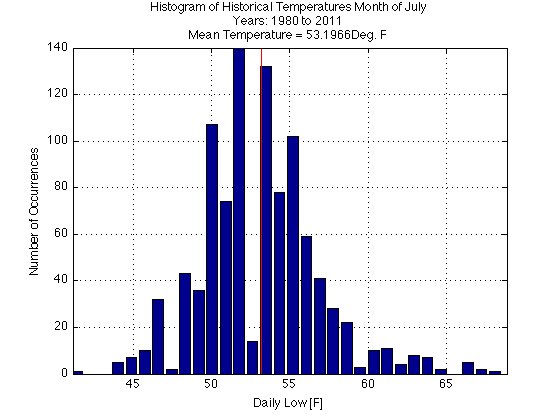 Histogram of Historical Temperatures Month of July
Years: 1980 to 2011
Mean Temperature = 53.1966Deg. F
140
120
100
80
60
40
20
0
Number of Occurrences
45 50 55 60 65
Daily Low [F]